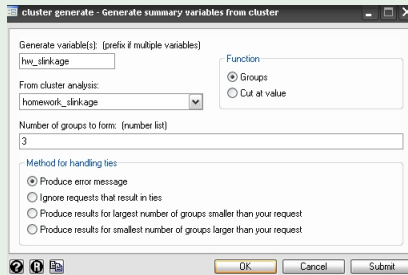 cluster generate - Generate summary variables from cluster
Generate variable(s): (prefix if multiple variables)
hw_slinkage
Function
Groups
Cut at value
From cluster analysis:
homework_slinkage
Number of groups to form: (number list)
3
Method for handling ties
Produce error message
Ignore requests that result in ties
Produce results for largest number of groups smaller than your request
Produce results for smallest number of groups larger than your request
OK
Cancel
Submit